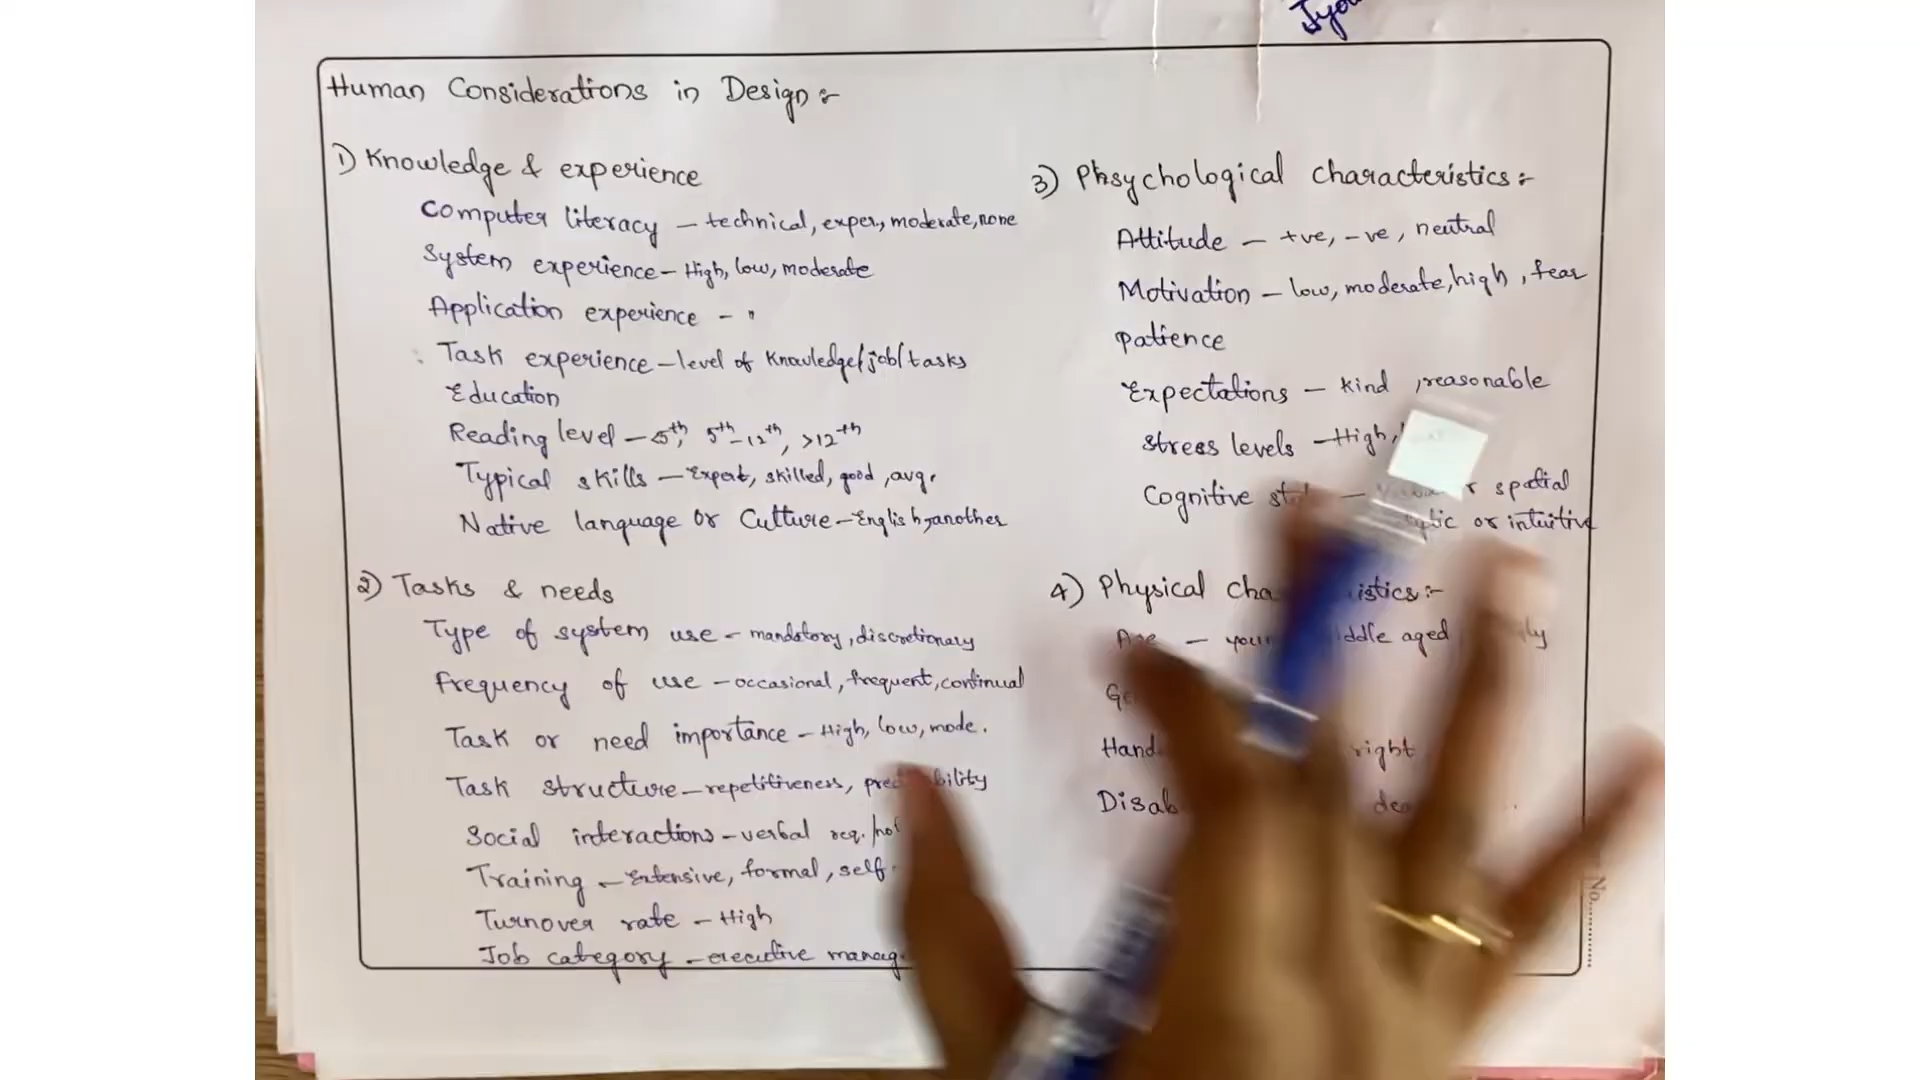 Human Considerations in Design :-
1) Knowledge & experience
Computer literacy - technical, exper., moderate, none
System experience - High, low, moderate
Application experience - "
Task experience - level of knowledge/job/tasks
Education
Reading level - <5th, 5th-12th, >12th
Typical skills - Expert, skilled, good, avg.
Native language or Culture - English, another
2) Tasks & needs
Type of system use - mandatory, discretionary
Frequency of use - occasional, frequent, continual
Task or need importance - High, low, mode.
Task structure - repetitiveness,
Social interactions - verbal req./not
Training - Extensive, formal, self
Turnover rate - High
Job category - executive manag
3) Phsychological characteristics :-
Attitude - +ve, -ve, neutral
Motivation - low, moderate, high, fear
patience
Expectations - kind, reasonable
stress levels - High,
Cognitive spatial
or intuitive
4) Physical
aged
right
No..........